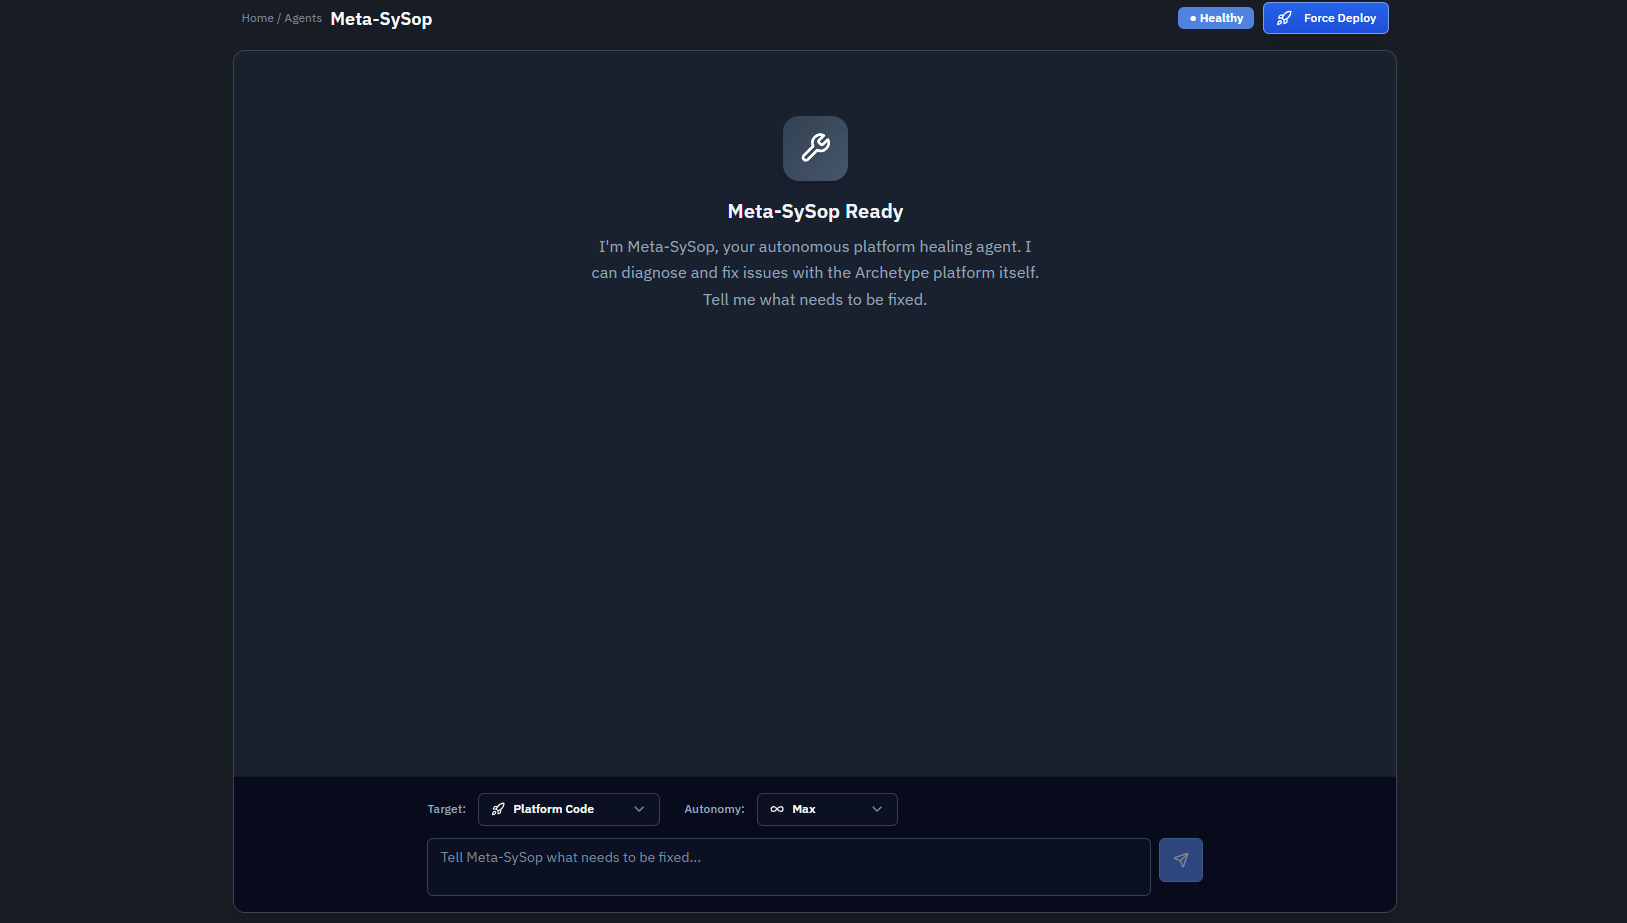 Home / Agents Meta-SySop
Healthy
Force Deploy
Meta-SySop Ready
I'm Meta-SySop, your autonomous platform healing agent. I
can diagnose and fix issues with the Archetype platform itself.
Tell me what needs to be fixed.
Target: Platform Code Autonomy: Max
Tell Meta-SySop what needs to be fixed...